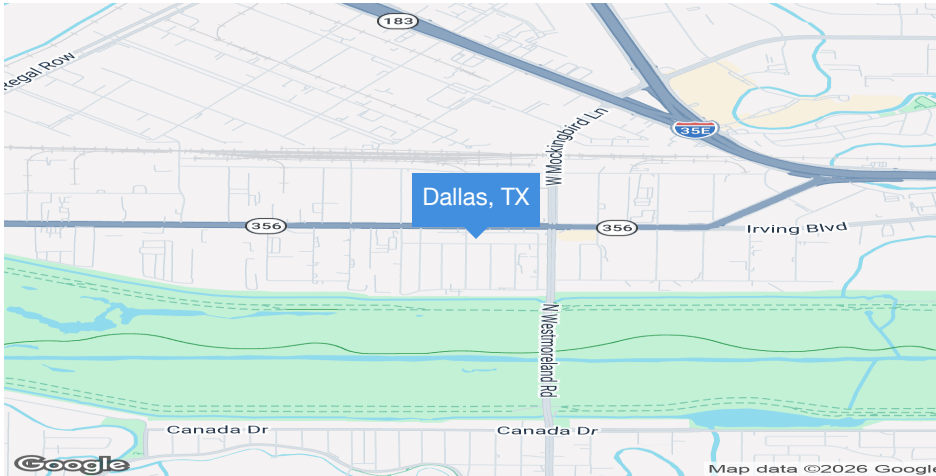 183
Regal Row
35E
W Mockingbird Ln
Dallas, TX
356
356
Irving Blvd
N Westmoreland Rd
Canada Dr
Canada Dr
Google
Map data ©2026 Google